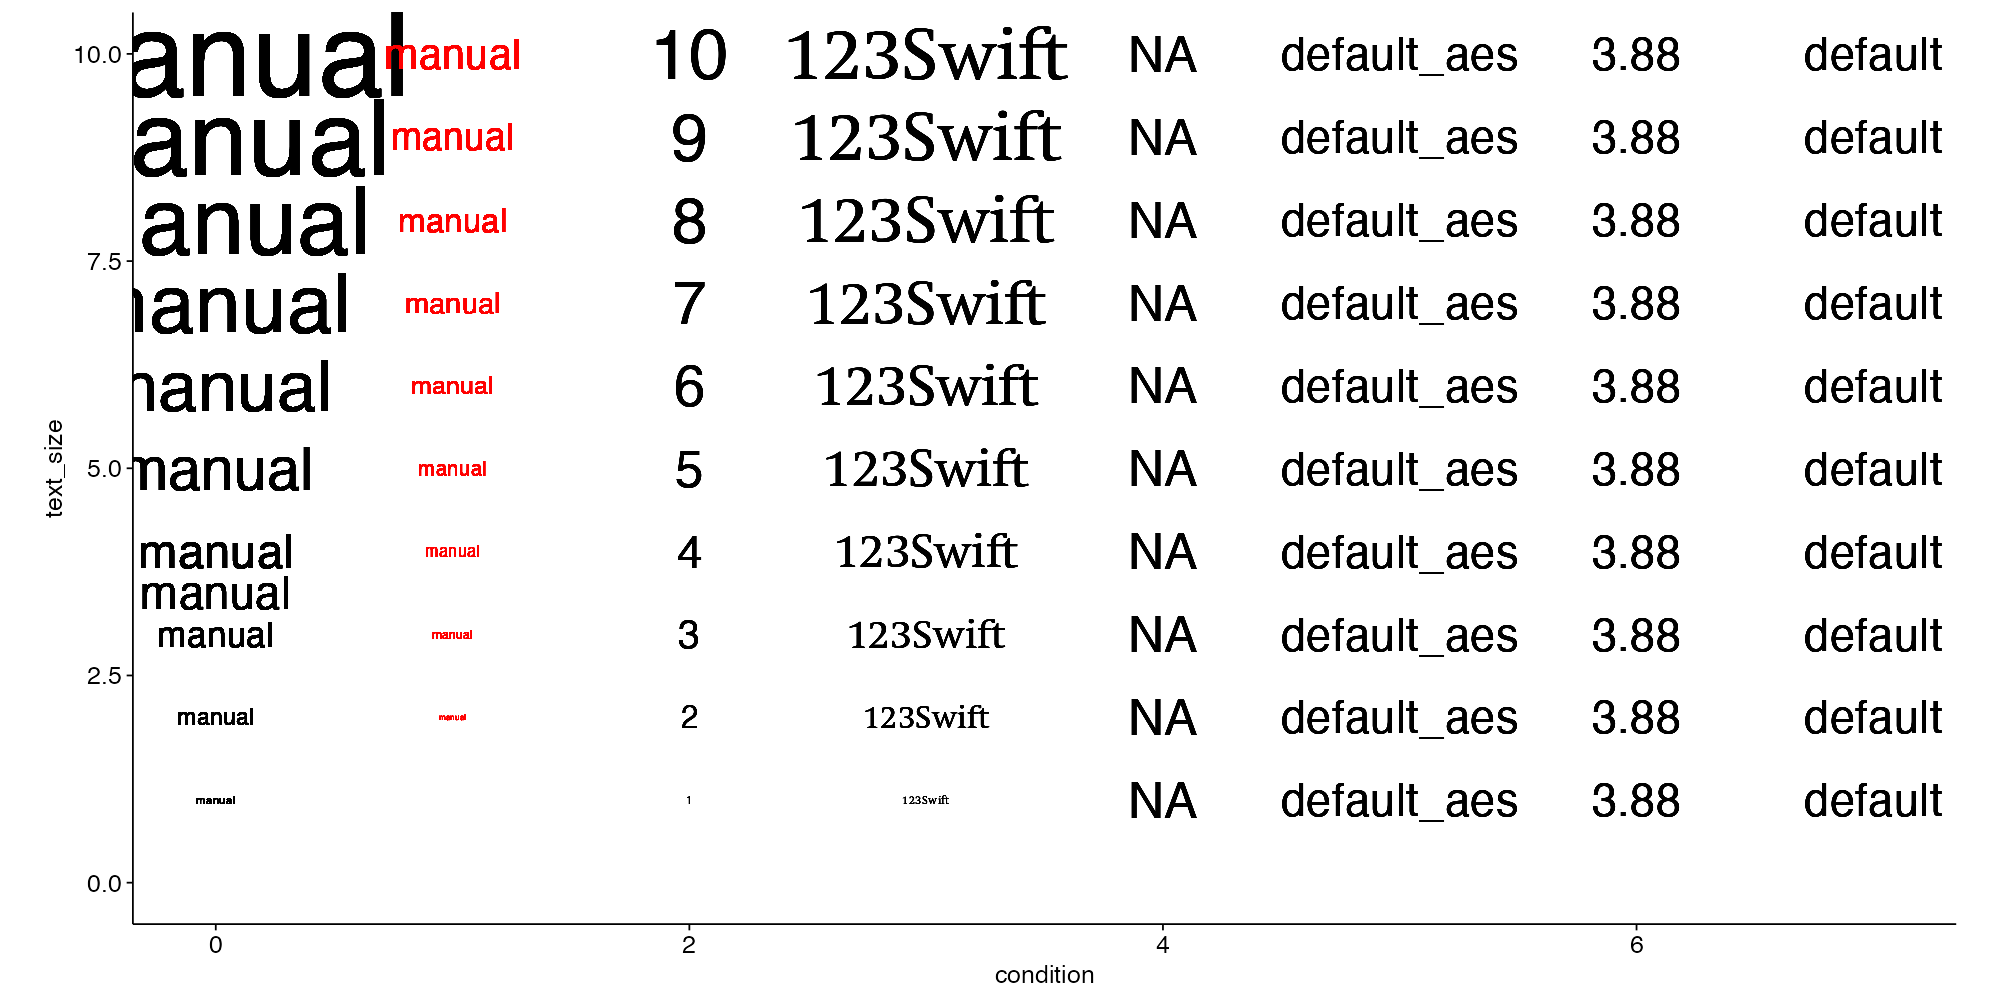 10.0 anual manual 10 123Swift NA default_aes 3.88 default
anual manual 9 123Swift NA default_aes 3.88 default
anual manual 8 123Swift NA default_aes 3.88 default
7.5
nanual manual 7 123Swift NA default_aes 3.88 default
nanual manual 6 123Swift NA default_aes 3.88 default
5.0 manual manual 5 123Swift NA default_aes 3.88 default
manual manual 4 123Swift NA default_aes 3.88 default
manual
manual manual 3 123Swift NA default_aes 3.88 default
2.5
manual manual 2 123Swift NA default_aes 3.88 default
manual 1 123Swift NA default_aes 3.88 default
0.0
text_size
0 2 4 6
condition